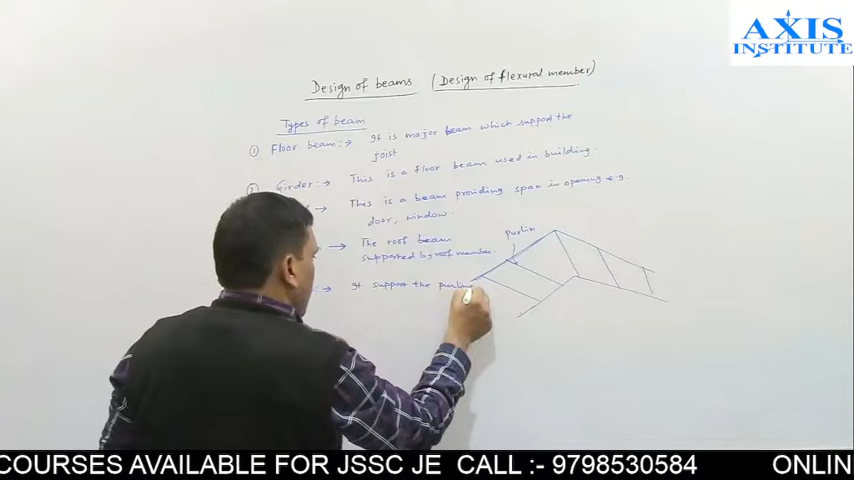 AXIS
INSTITUTE
Design of beams (Design of flexural member)
Types of beam
① Floor beam:→ It is major beam which support the
joist
② Girder:→ This is a floor beam used in building.
→ This is a beam providing span in opening e.g.
door, window.
→ The roof beam
supported by roof member.
:→ It support the purlins
purlin
COURSES AVAILABLE FOR JSSC JE CALL :- 9798530584 ONLIN